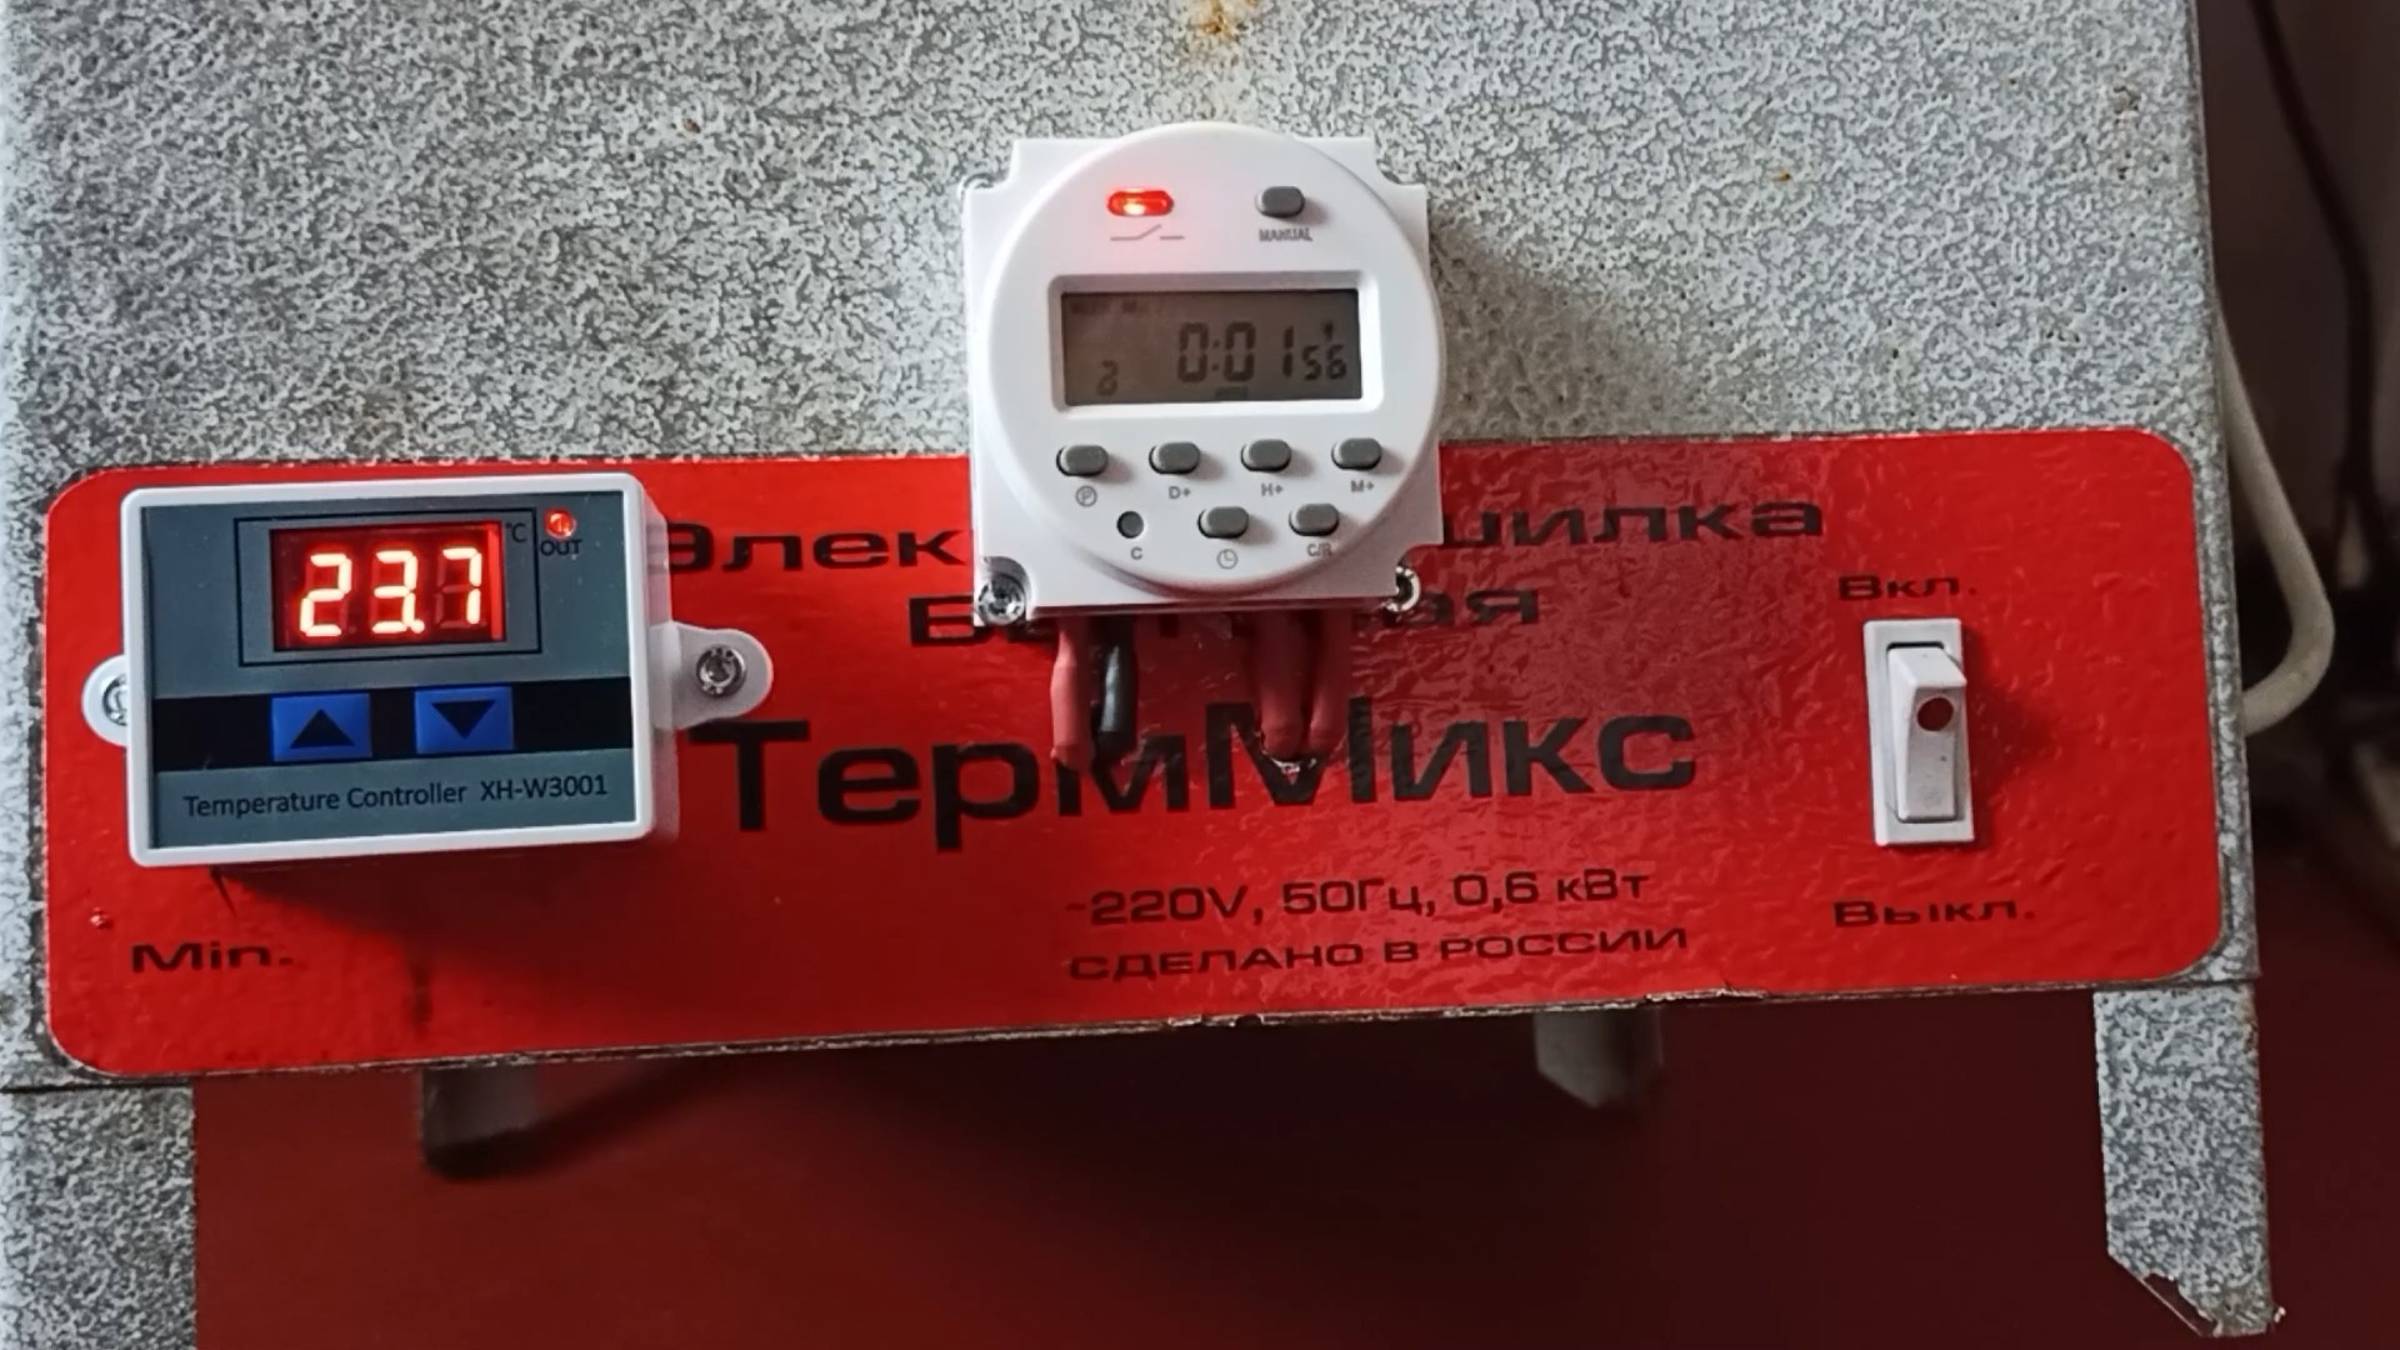 MANUAL
2 0:01 56
P D+ H+ M+
C C/R
23.7 °C OUT
Temperature Controller XH-W3001
ТермМикс
~220V, 50Гц, 0,6 кВт
СДЕЛАНО В РОССИИ
Min.
Вкл.
Выкл.